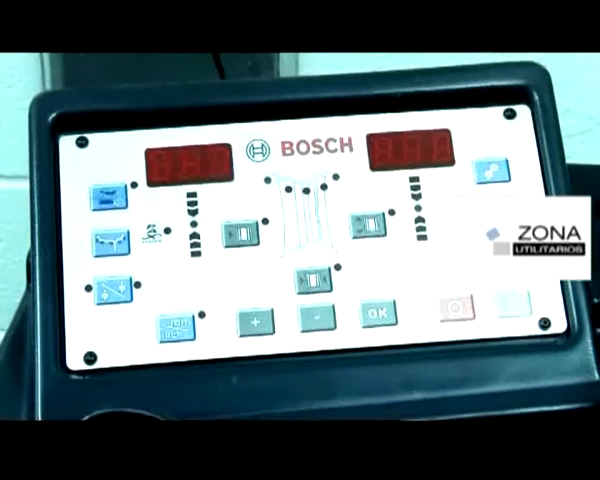 BOSCH
ZONA
UTILITARIOS
+
-
OK